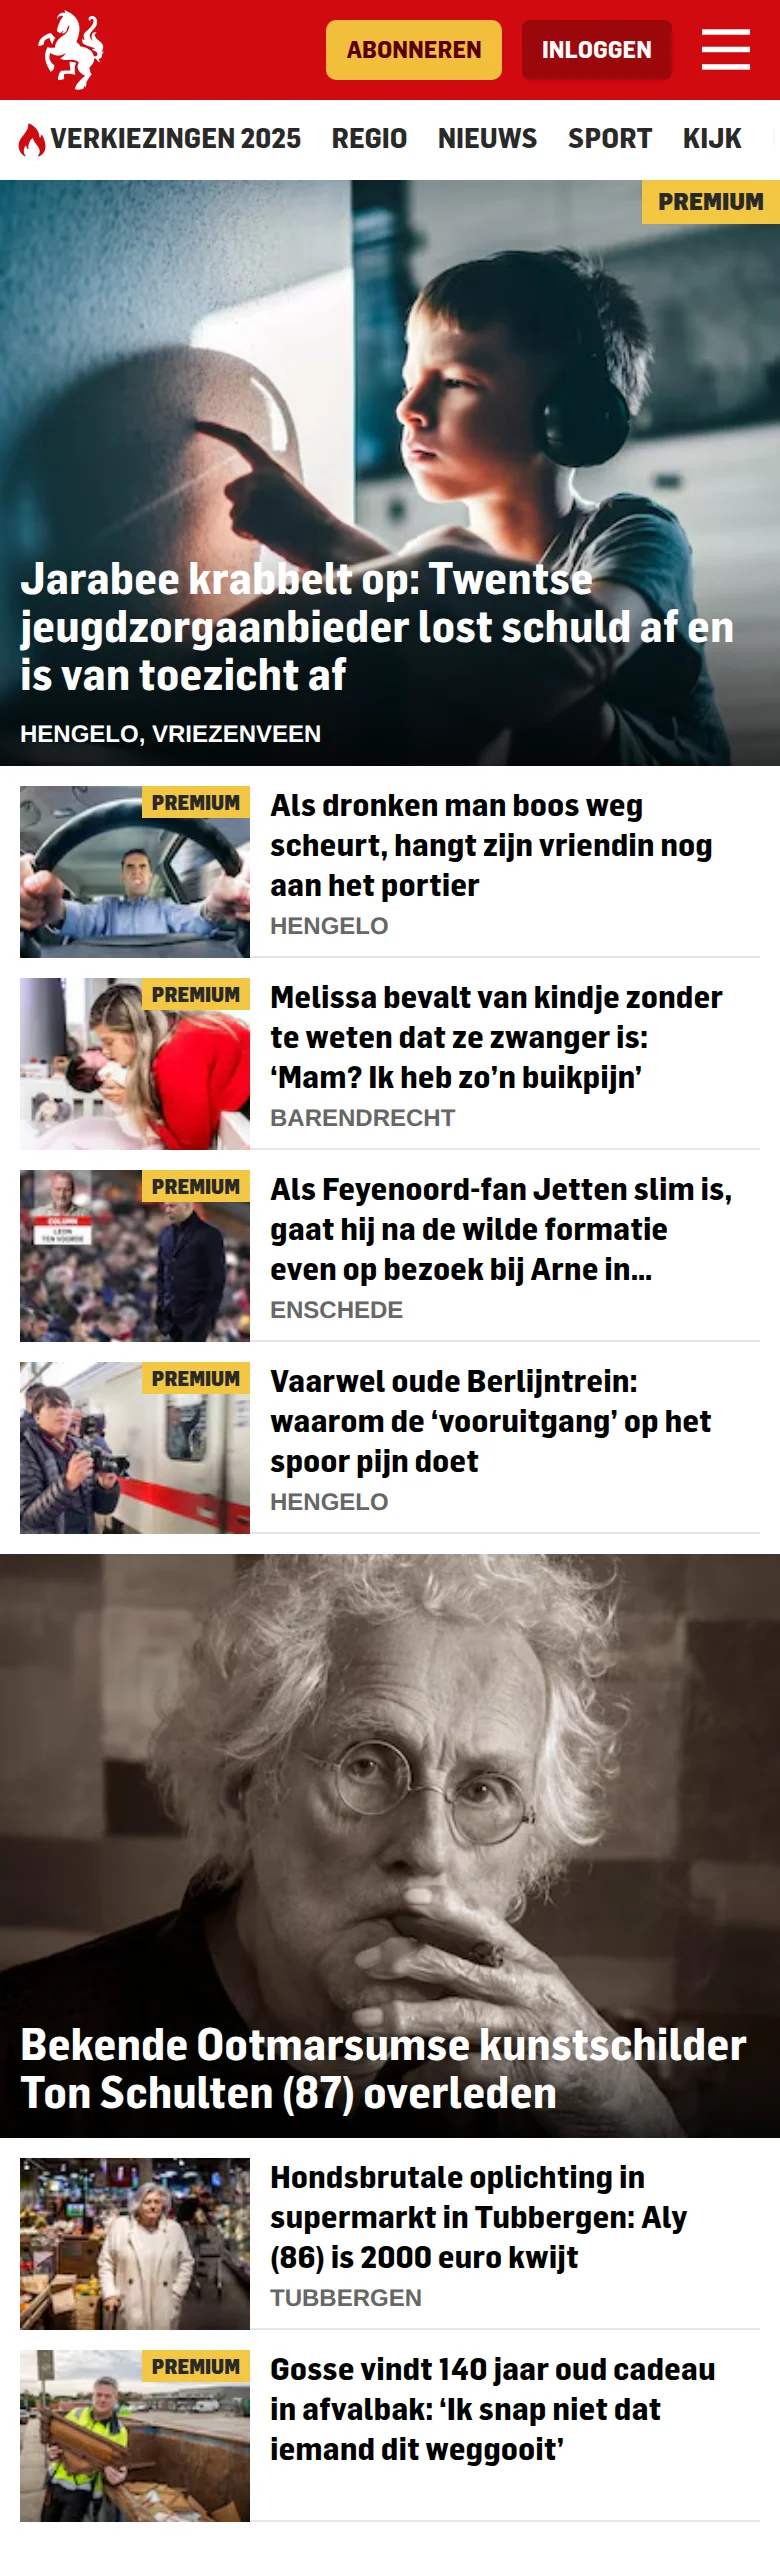 ABONNEREN
INLOGGEN
VERKIEZINGEN 2025
REGIO
NIEUWS
SPORT
KIJK
PREMIUM
Jarabee krabbelt op: Twentse
jeugdzorgaanbieder lost schuld af en
is van toezicht af
HENGELO, VRIEZENVEEN
PREMIUM
Als dronken man boos weg
scheurt, hangt zijn vriendin nog
aan het portier
HENGELO
PREMIUM
Melissa bevalt van kindje zonder
te weten dat ze zwanger is:
‘Mam? Ik heb zo’n buikpijn’
BARENDRECHT
PREMIUM
COLUMN
LEON
TEN VOORDE
Als Feyenoord-fan Jetten slim is,
gaat hij na de wilde formatie
even op bezoek bij Arne in...
ENSCHEDE
PREMIUM
Vaarwel oude Berlijntrein:
waarom de ‘vooruitgang’ op het
spoor pijn doet
HENGELO
Bekende Ootmarsumse kunstschilder
Ton Schulten (87) overleden
Hondsbrutale oplichting in
supermarkt in Tubbergen: Aly
(86) is 2000 euro kwijt
TUBBERGEN
PREMIUM
Gosse vindt 140 jaar oud cadeau
in afvalbak: ‘Ik snap niet dat
iemand dit weggooit’